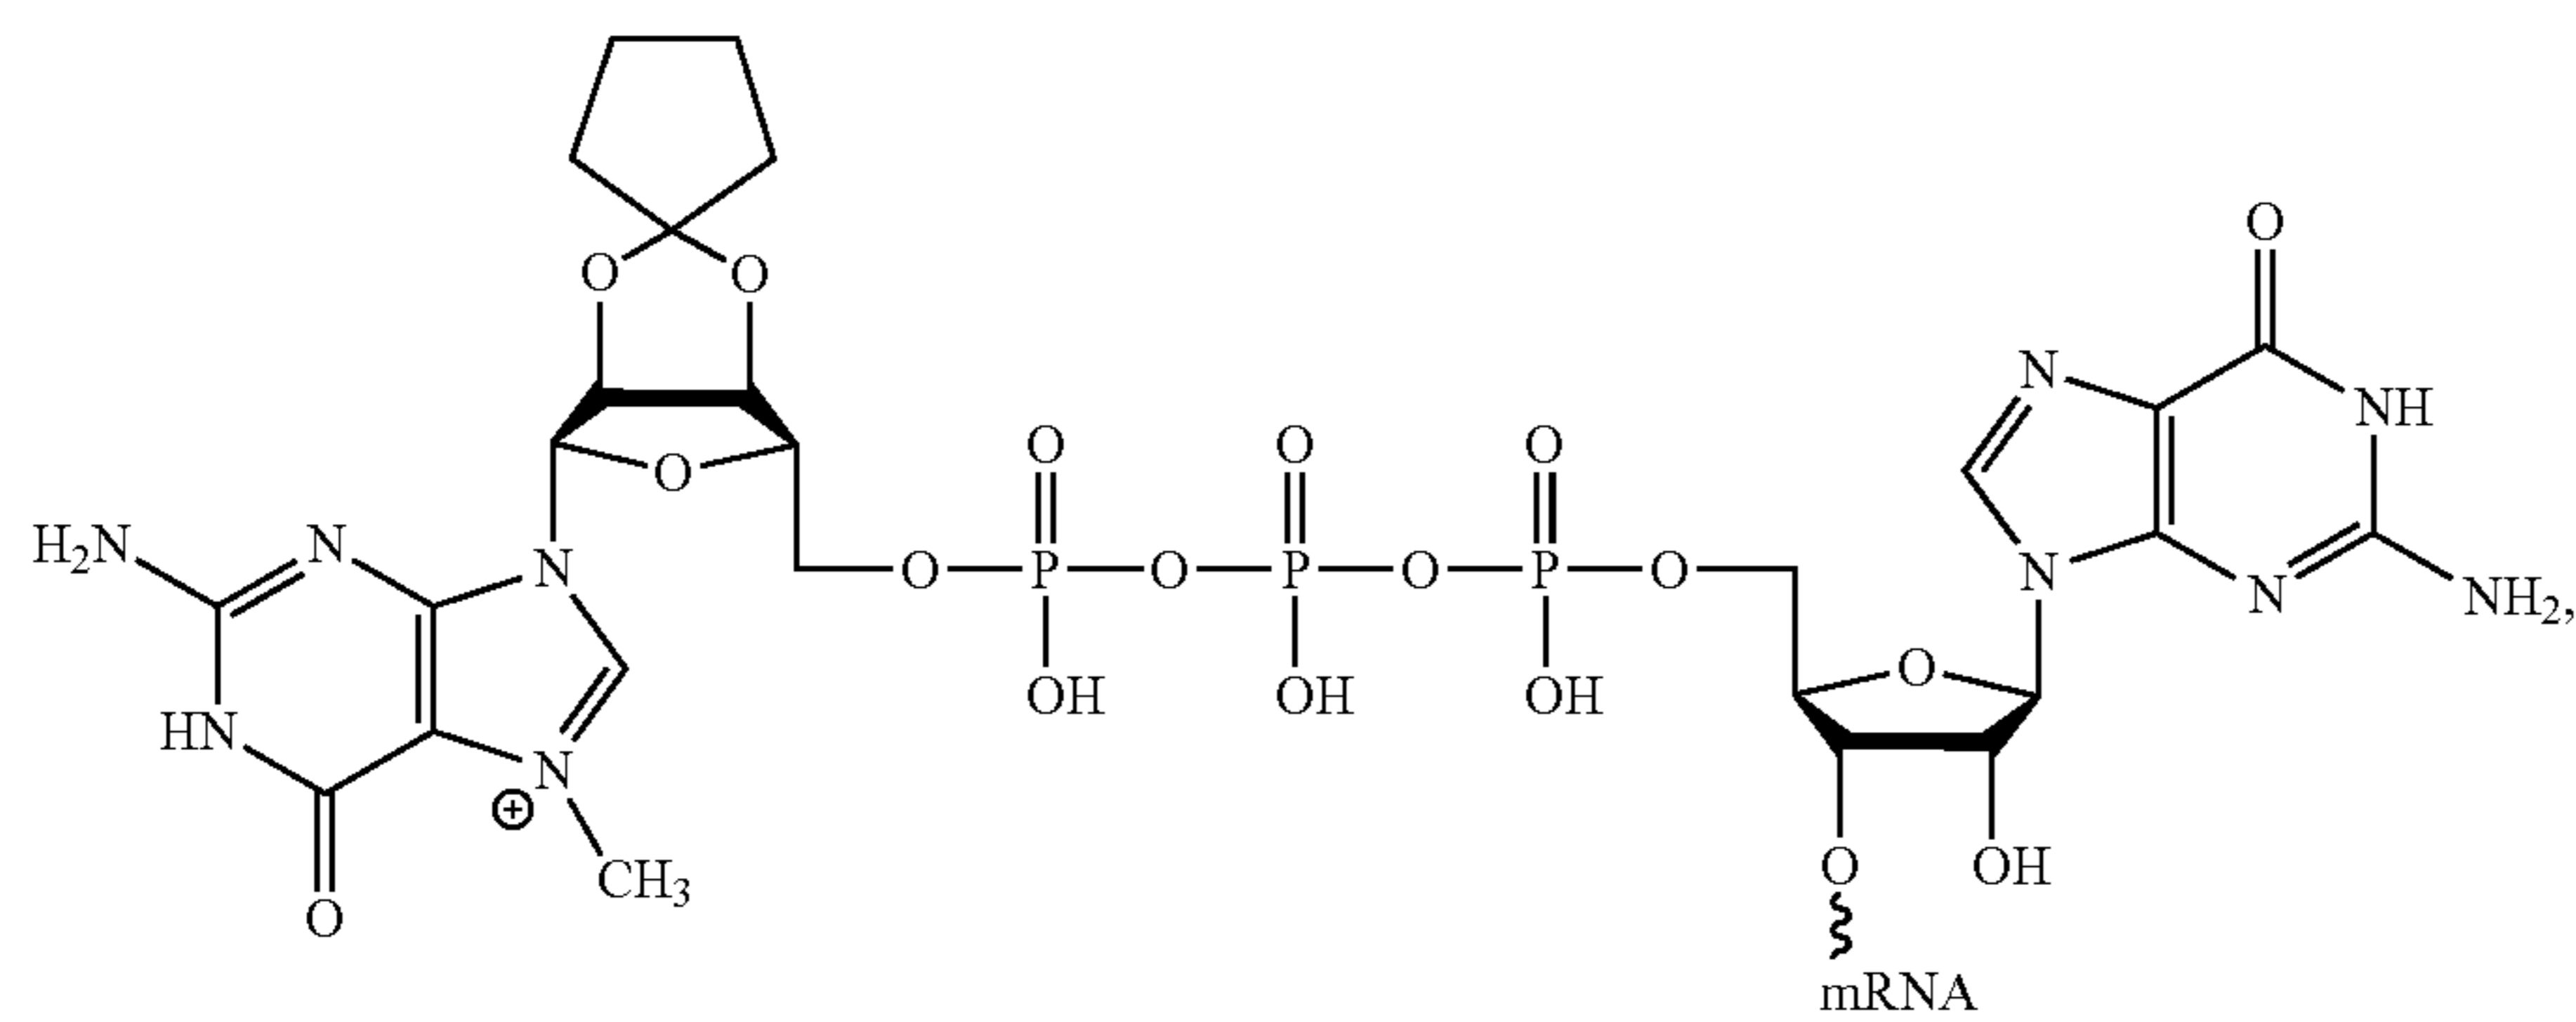 O
O O
N
NH
O O O
H₂N N N O O P O P O P O N N NH₂,
OH OH OH O
HN
N
⊕
CH₃ O OH
O
mRNA